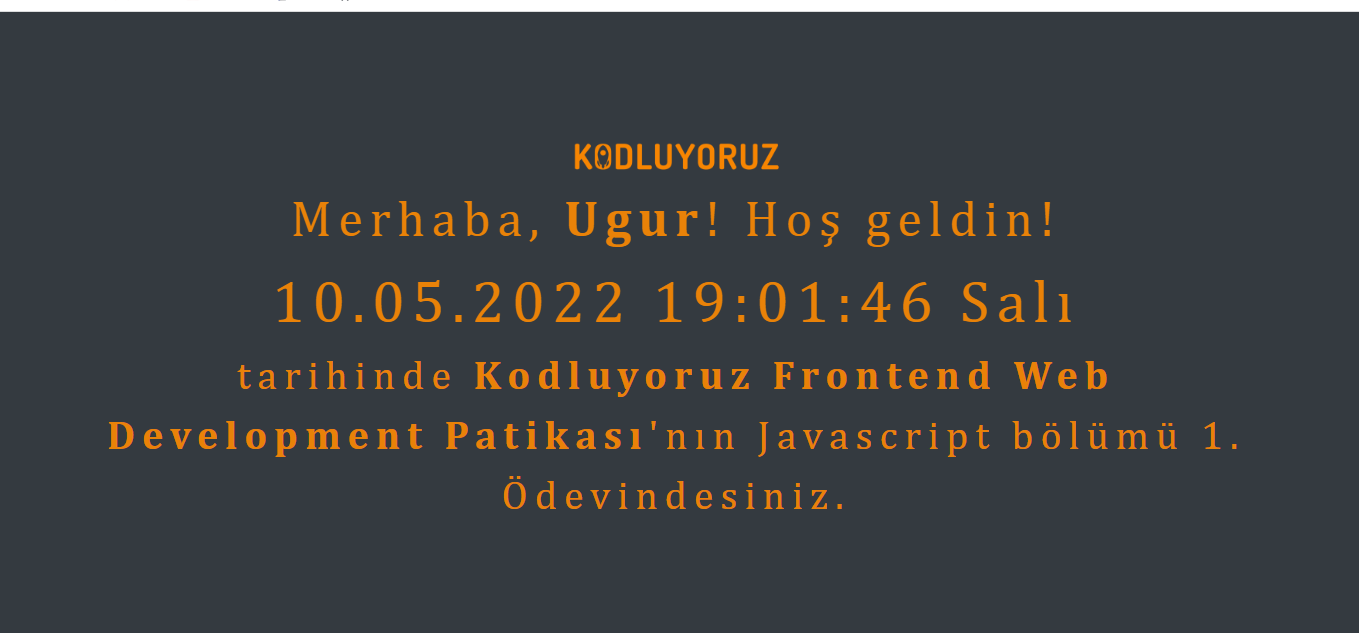 KODLUYORUZ
Merhaba, Ugur! Hoş geldin!
10.05.2022 19:01:46 Salı
tarihinde Kodluyoruz Frontend Web
Development Patikası'nın Javascript bölümü 1.
Ödevindesiniz.